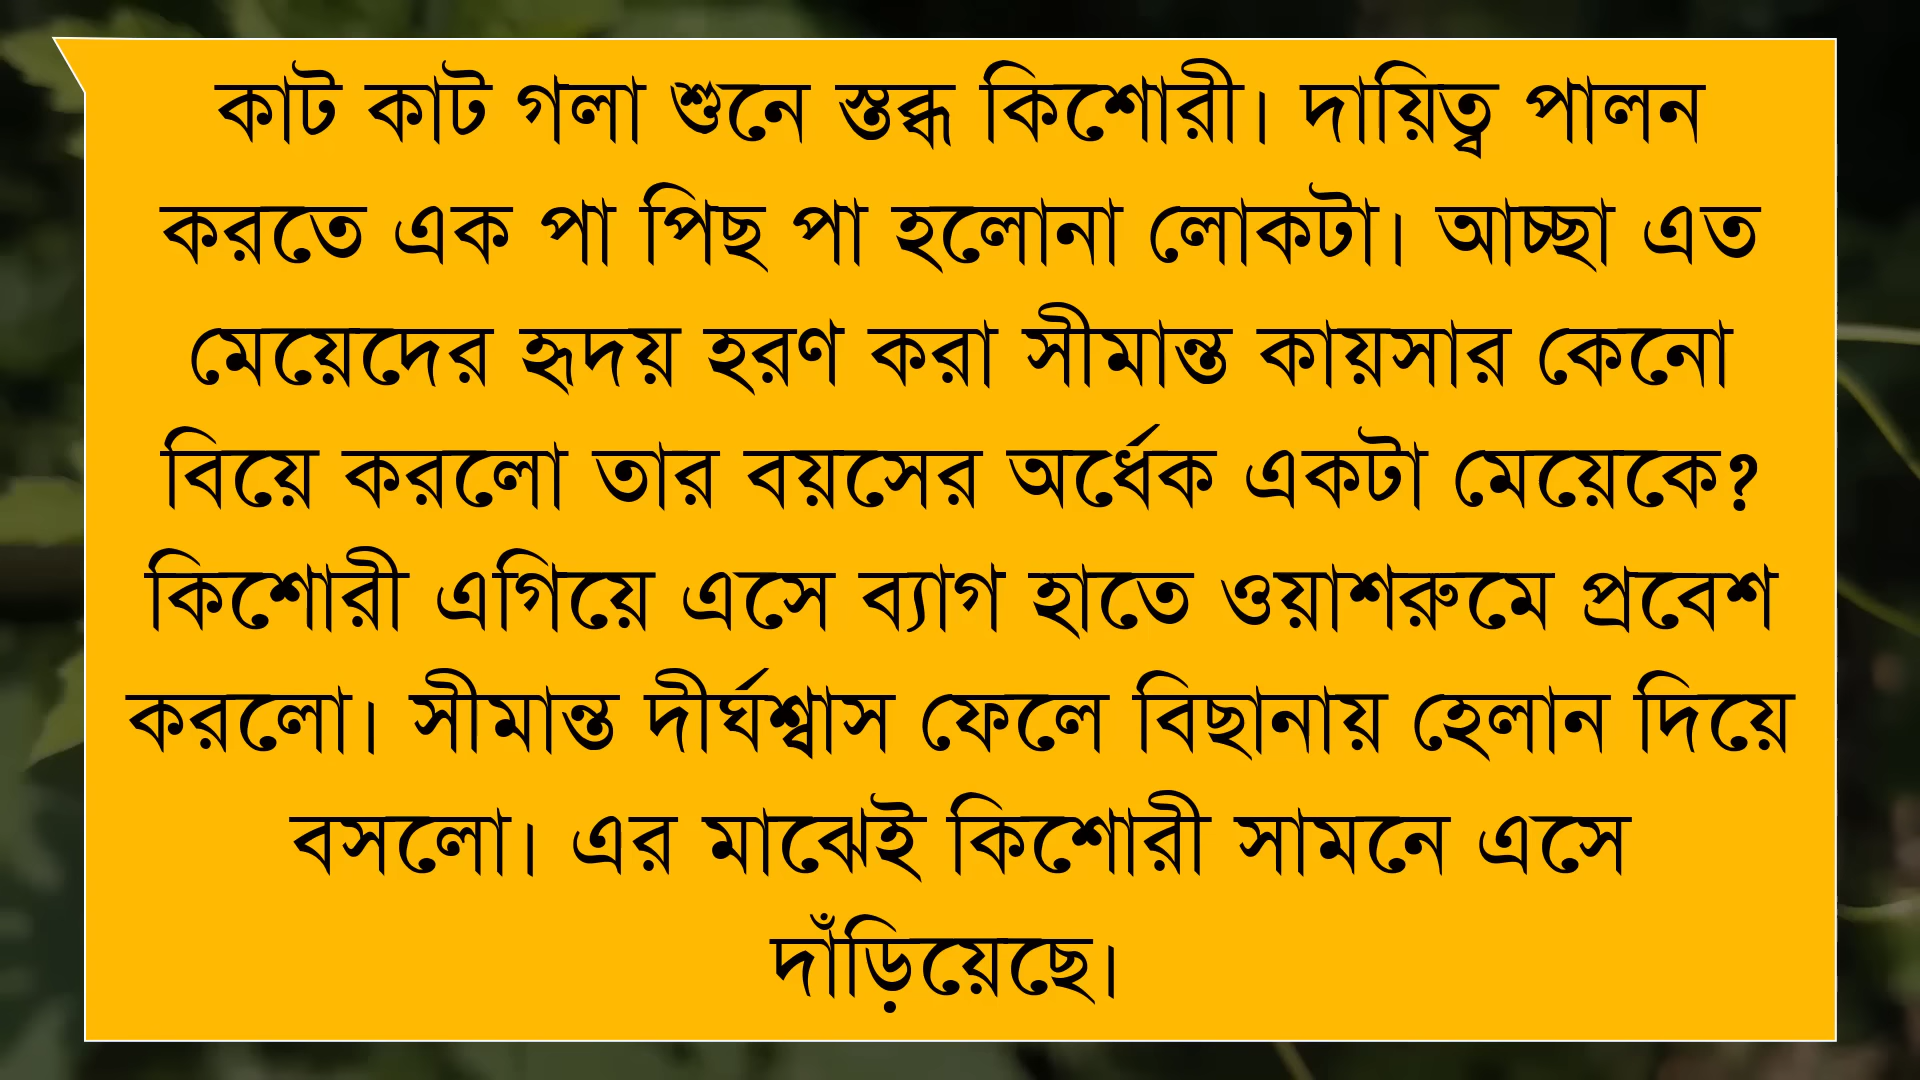 কাট কাট গলা শুনে স্তব্ধ কিশোরী। দায়িত্ব পালন
করতে এক পা পিছ পা হলোনা লোকটা। আচ্ছা এত
মেয়েদের হৃদয় হরণ করা সীমান্ত কায়সার কেনো
বিয়ে করলো তার বয়সের অর্ধেক একটা মেয়েকে?
কিশোরী এগিয়ে এসে ব্যাগ হাতে ওয়াশরুমে প্রবেশ
করলো। সীমান্ত দীর্ঘশ্বাস ফেলে বিছানায় হেলান দিয়ে
বসলো। এর মাঝেই কিশোরী সামনে এসে
দাঁড়িয়েছে।